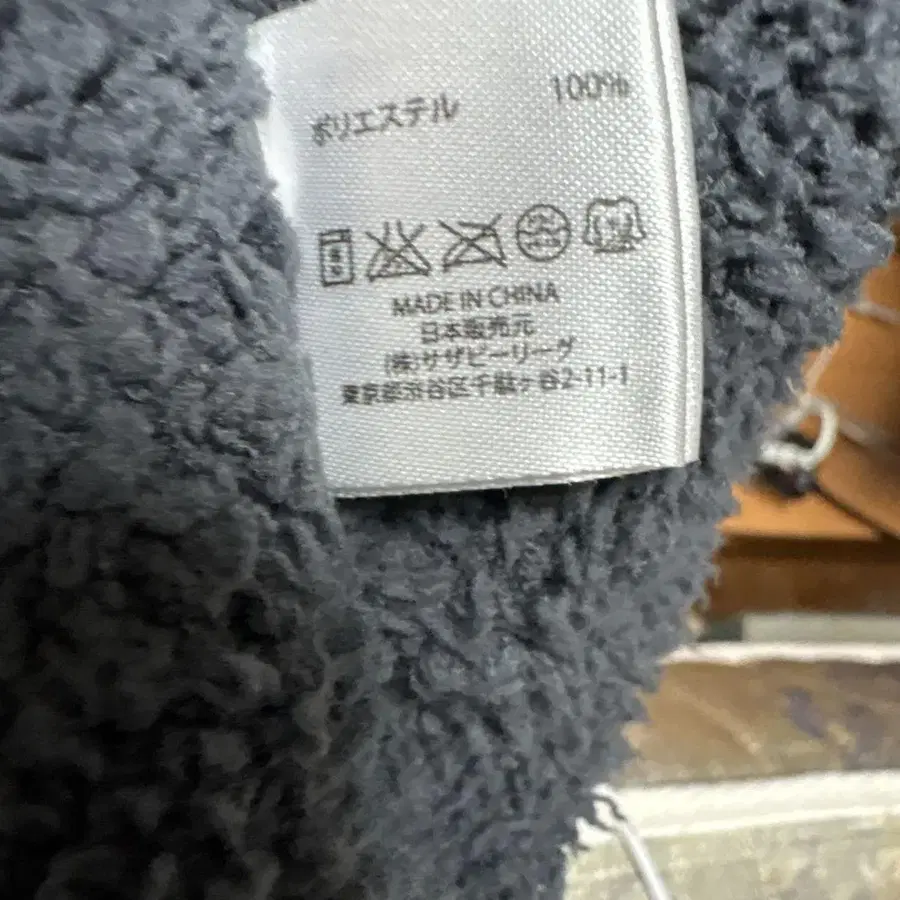 ポリエステル 100%
MADE IN CHINA
日本販売元
(株)サザビーリーグ
東京都渋谷区千駄ヶ谷2-11-1